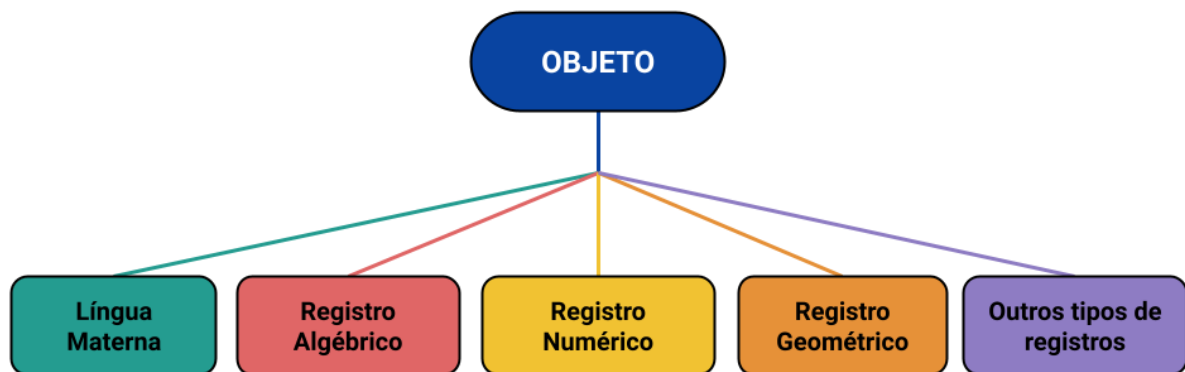 OBJETO
Língua
Materna
Registro
Algébrico
Registro
Numérico
Registro
Geométrico
Outros tipos de
registros